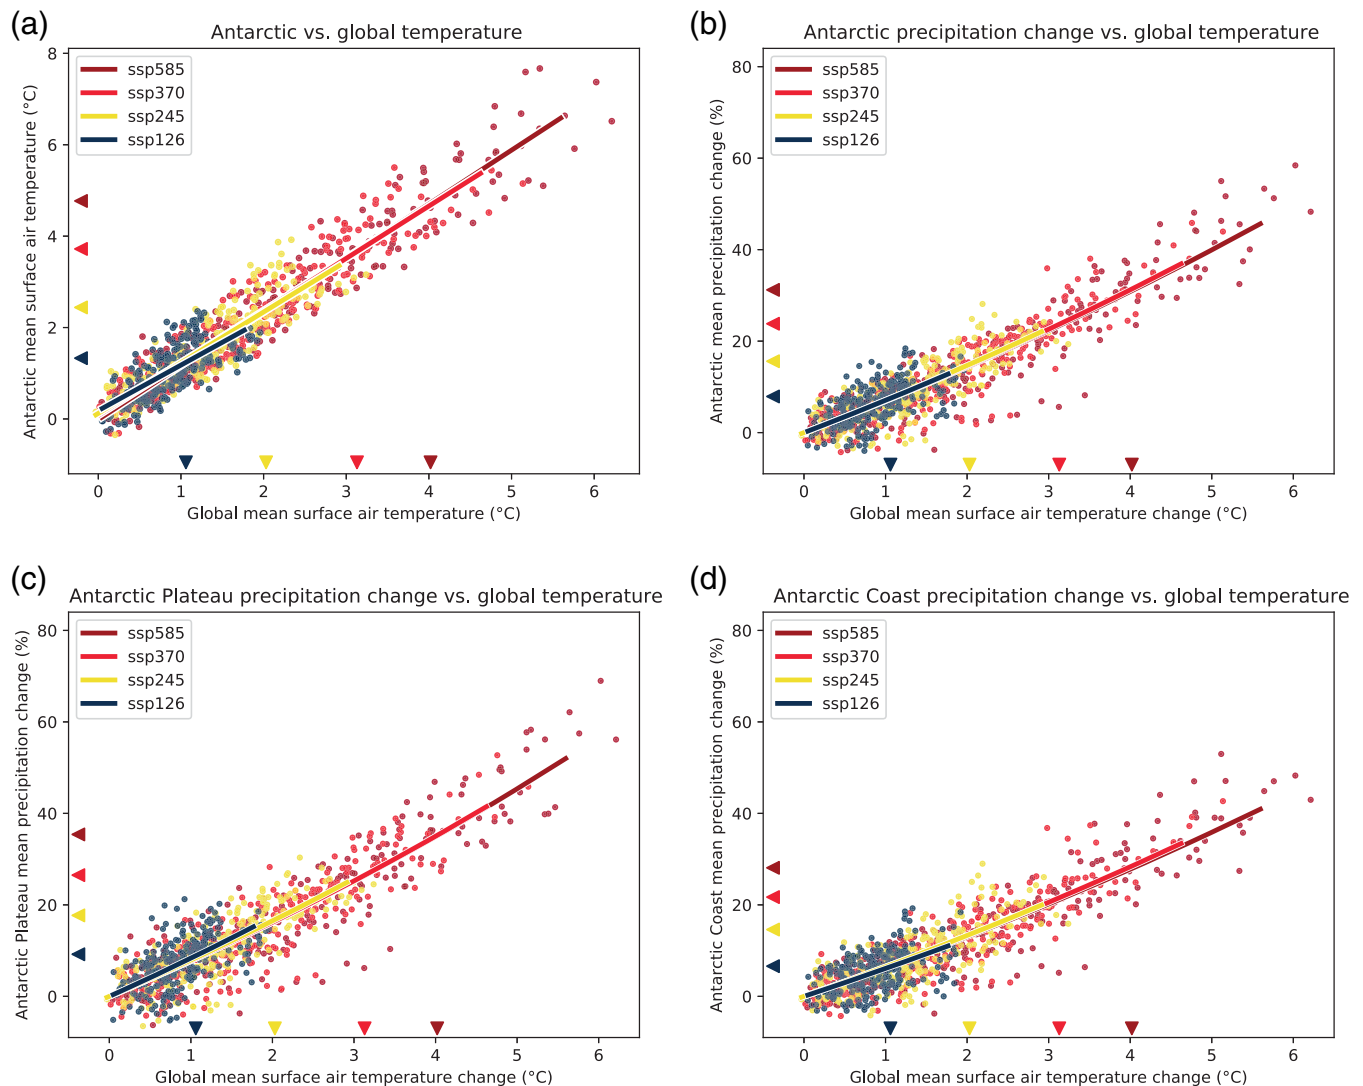 (a)
Antarctic vs. global temperature
ssp585
ssp370
ssp245
ssp126
Antarctic mean surface air temperature (°C)
8
6
4
2
0
0 1 2 3 4 5 6
Global mean surface air temperature (°C)
(b)
Antarctic precipitation change vs. global temperature
ssp585
ssp370
ssp245
ssp126
Antarctic mean precipitation change (%)
80
60
40
20
0
0 1 2 3 4 5 6
Global mean surface air temperature change (°C)
(c)
Antarctic Plateau precipitation change vs. global temperature
ssp585
ssp370
ssp245
ssp126
Antarctic Plateau mean precipitation change (%)
80
60
40
20
0
0 1 2 3 4 5 6
Global mean surface air temperature change (°C)
(d)
Antarctic Coast precipitation change vs. global temperature
ssp585
ssp370
ssp245
ssp126
Antarctic Coast mean precipitation change (%)
80
60
40
20
0
0 1 2 3 4 5 6
Global mean surface air temperature change (°C)